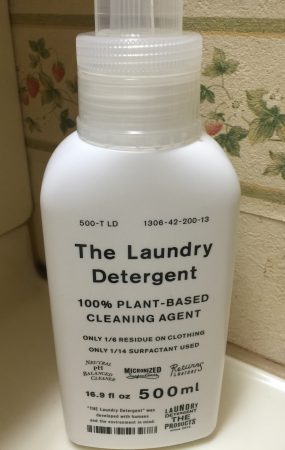 500-T LD 1306-42-200-13
The Laundry
Detergent
100% PLANT-BASED
CLEANING AGENT
ONLY 1/6 RESIDUE ON CLOTHING
ONLY 1/14 SURFACTANT USED
NEUTRAL
pH
BALANCED
CLEANER
MICRONIZED
Returns
16.9 fl oz 500ml
"THE Laundry Detergent" was
developed with humans
and the environment in mind.
LAUNDRY
DETERGENT
THE
PRODUCTS